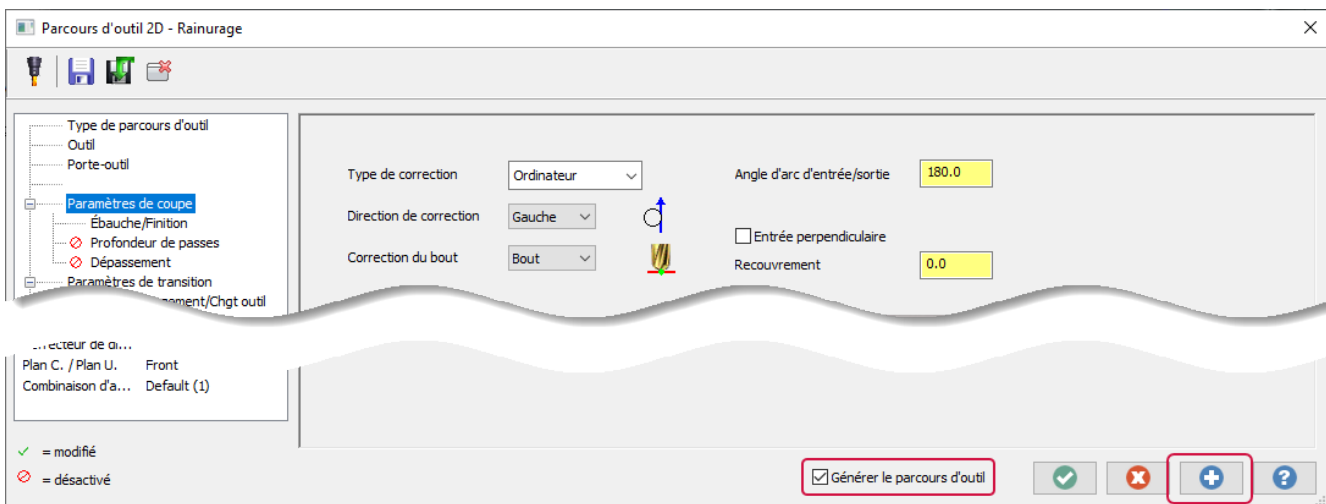 Parcours d'outil 2D - Rainurage
Type de parcours d'outil
Outil
Porte-outil
Paramètres de coupe
Ébauche/Finition
Profondeur de passes
Dépassement
Paramètres de transition
Chgt outil
Type de correction
Ordinateur
Direction de correction
Gauche
Correction du bout
Bout
Angle d'arc d'entrée/sortie
180.0
Entrée perpendiculaire
Recouvrement
0.0
Plan C. / Plan U.
Front
Combinaison d'a...
Default (1)
= modifié
= désactivé
Générer le parcours d'outil